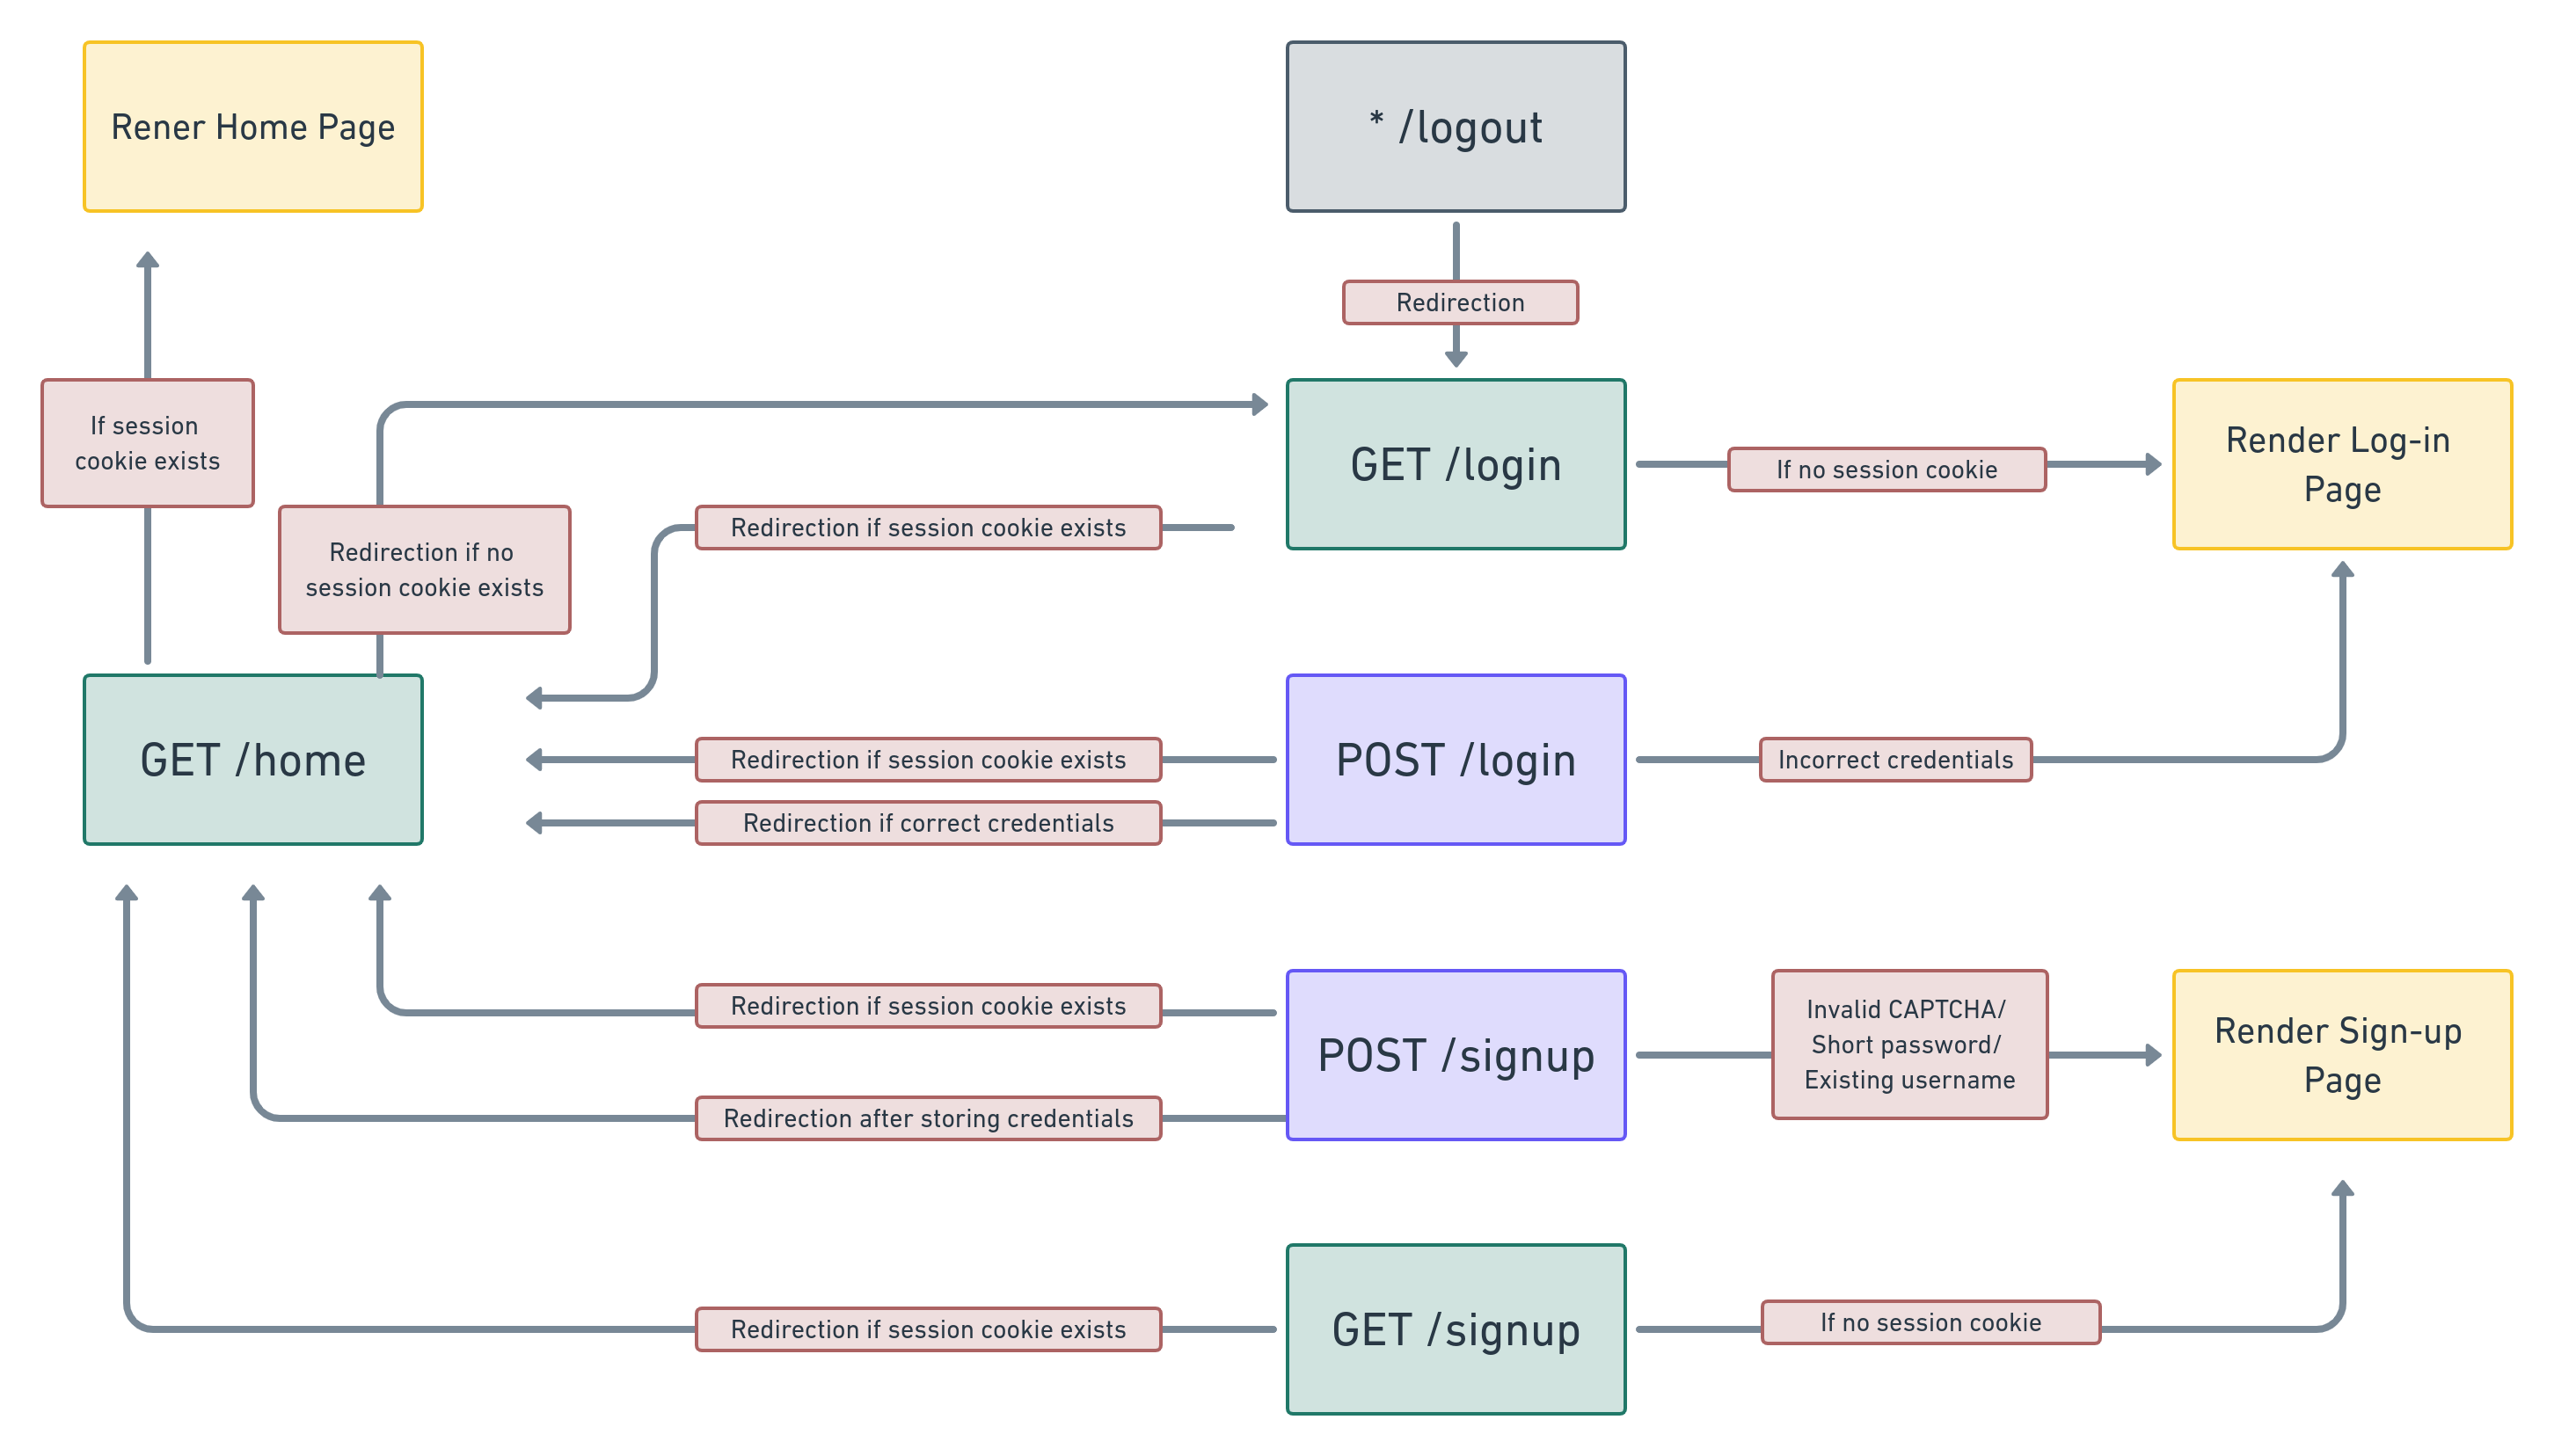 Rener Home Page
* /logout
Redirection
If session
cookie exists
GET /login
If no session cookie
Render Log-in
Page
Redirection if no
session cookie exists
Redirection if session cookie exists
GET /home
Redirection if session cookie exists
POST /login
Incorrect credentials
Redirection if correct credentials
Redirection if session cookie exists
POST /signup
Invalid CAPTCHA/
Short password/
Existing username
Render Sign-up
Page
Redirection after storing credentials
Redirection if session cookie exists
GET /signup
If no session cookie